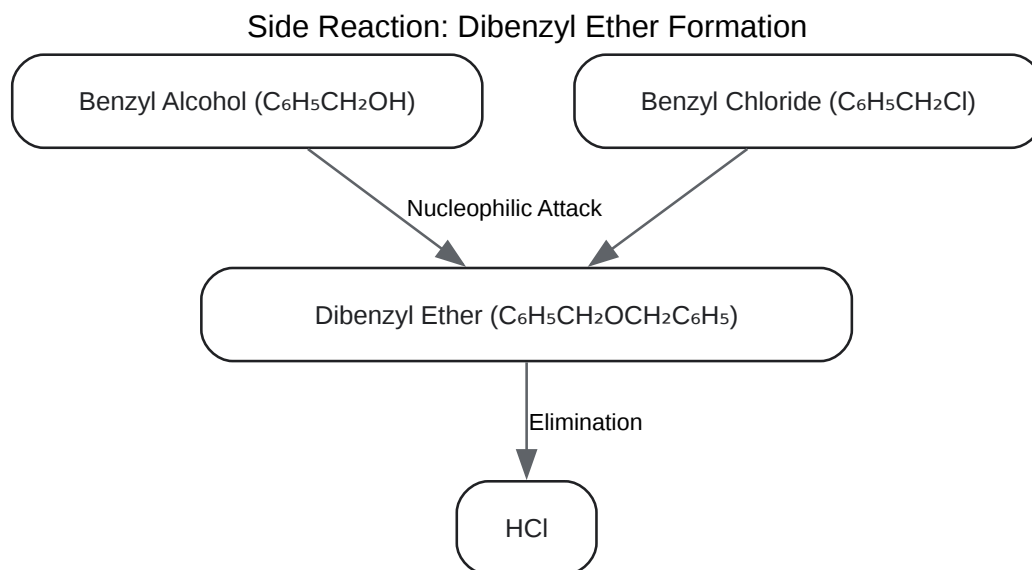 Side Reaction: Dibenzyl Ether Formation
Benzyl Alcohol (C₆H₅CH₂OH)
Benzyl Chloride (C₆H₅CH₂Cl)
Nucleophilic Attack
Dibenzyl Ether (C₆H₅CH₂OCH₂C₆H₅)
Elimination
HCl